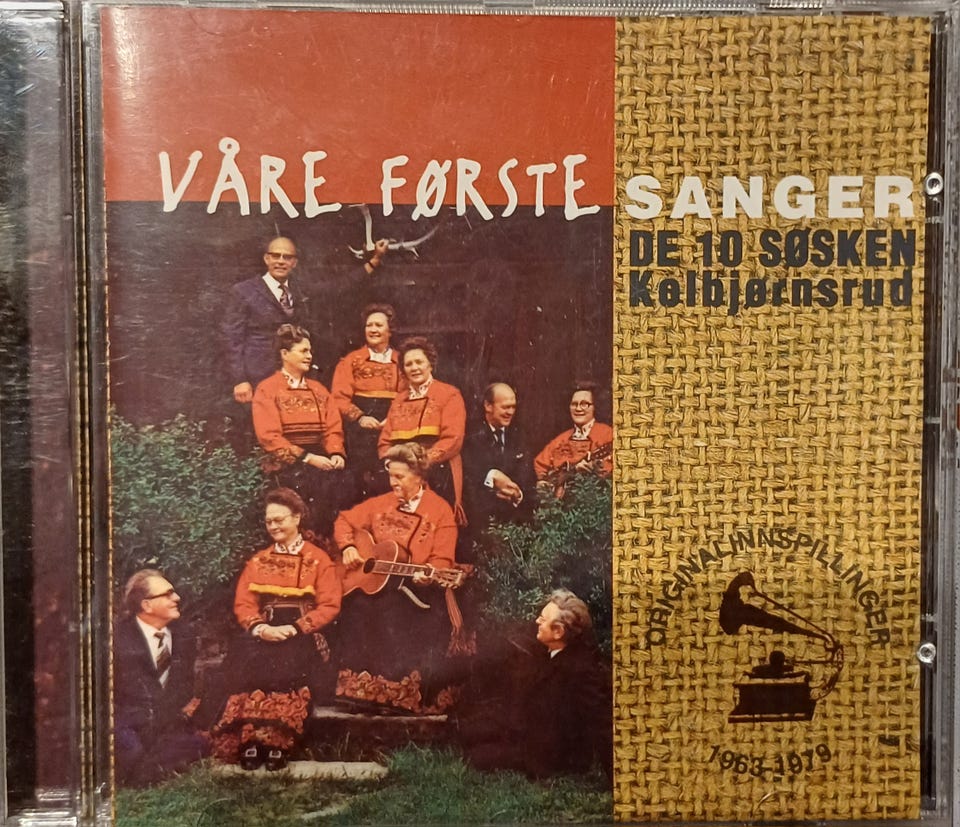 VÅRE FØRSTE SANGER
DE 10 SØSKEN
Kolbjørnsrud
ORIGINALINNSPILLINGER
1963-1979